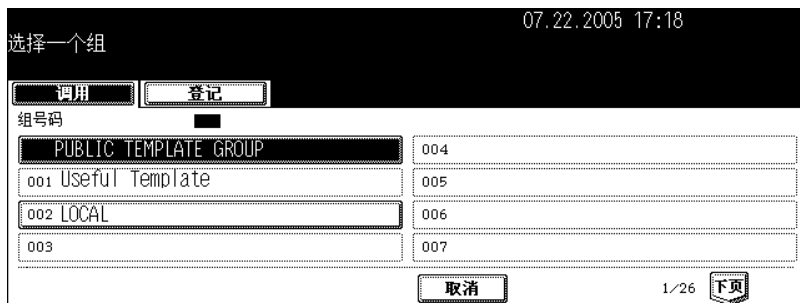 07.22.2005 17:18
选择一个组
调用 登记
组号码
PUBLIC TEMPLATE GROUP
001 Useful Template
002 LOCAL
003
004
005
006
007
取消 1/26 下页